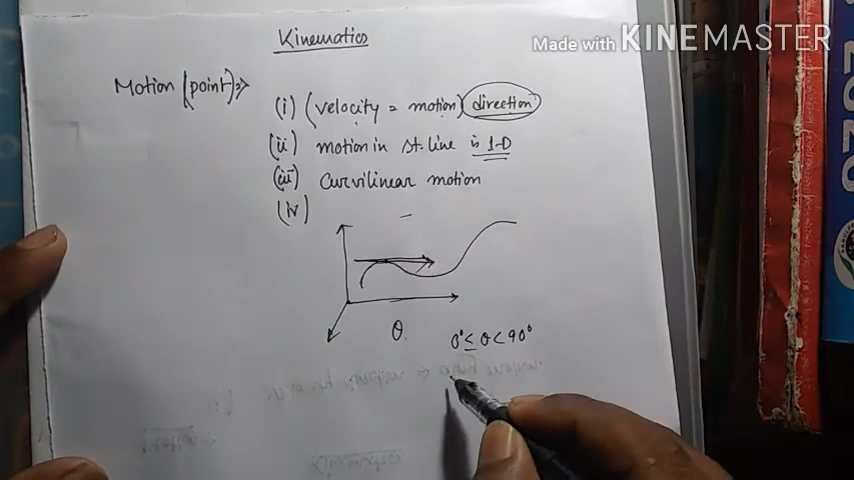 Made with KINEMASTER
Kinematics
Motion (point) :→
(i) (velocity = motion) direction
(ii) motion in st. line is 1-D
(iii) Curvilinear motion
(iv)
θ. 0° ≤ θ < 90°